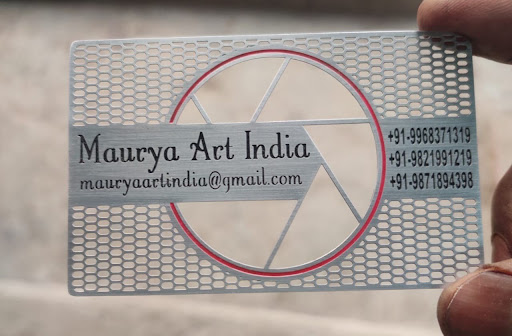 Maurya Art India
mauryaartindia@gmail.com
+91-9968371319
+91-9821991219
+91-9871894398